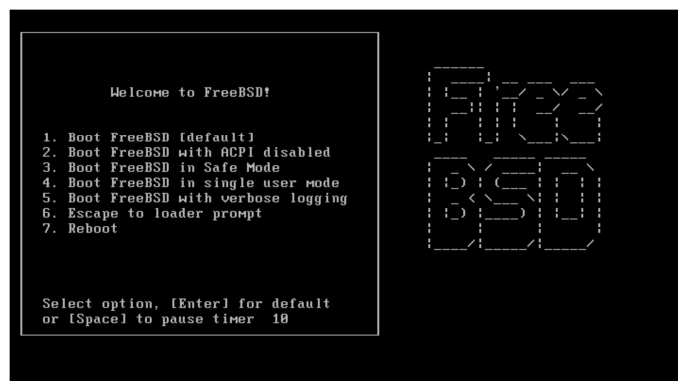 Welcome to FreeBSD!
1. Boot FreeBSD [default]
2. Boot FreeBSD with ACPI disabled
3. Boot FreeBSD in Safe Mode
4. Boot FreeBSD in single user mode
5. Boot FreeBSD with verbose logging
6. Escape to loader prompt
7. Reboot
Select option, [Enter] for default
or [Space] to pause timer 10
Free
BSD